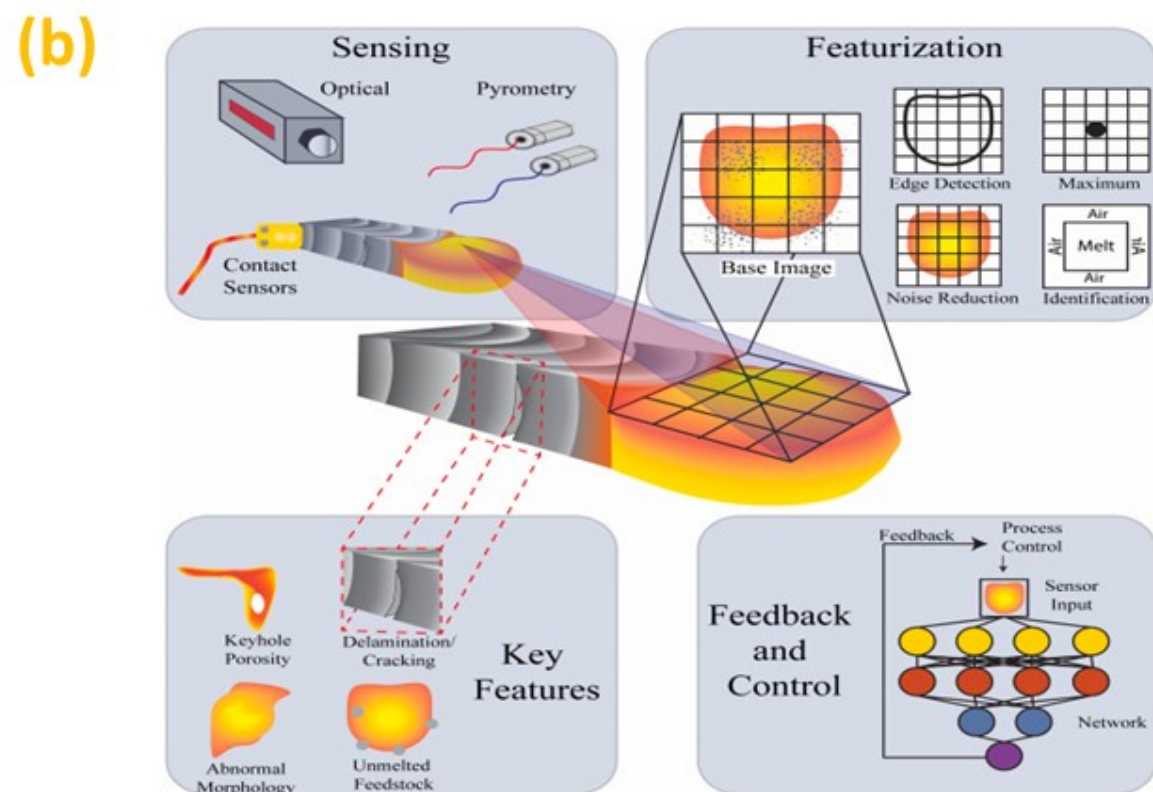 (b)
Sensing
Optical
Pyrometry
Contact
Sensors
Featurization
Base Image
Edge Detection
Maximum
Noise Reduction
Air
Air
Melt
Air
Air
Identification
Keyhole
Porosity
Delamination/
Cracking
Abnormal
Morphology
Unmelted
Feedstock
Key
Features
Feedback
and
Control
Feedback
Process
Control
Sensor
Input
Network